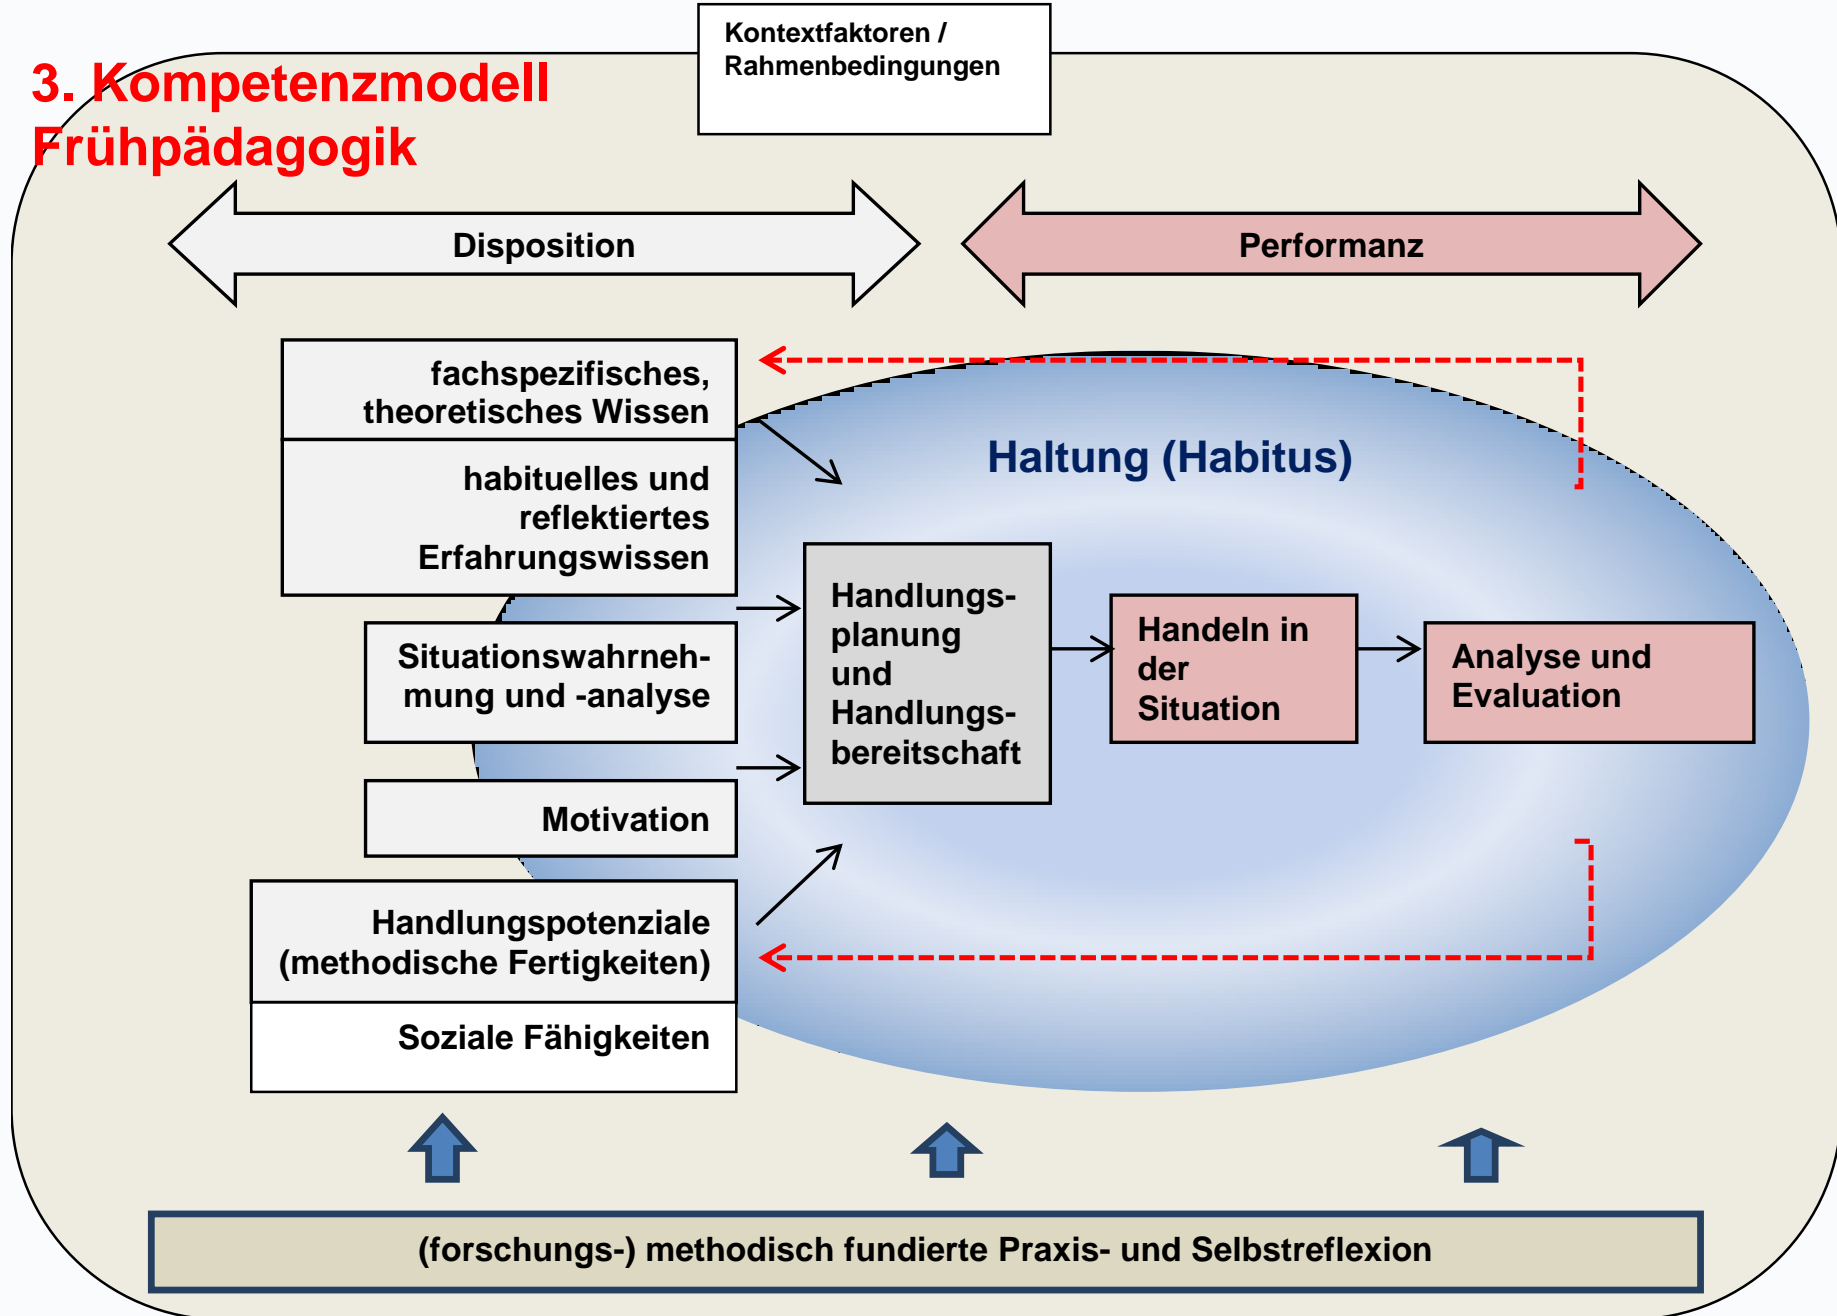 Kontextfaktoren /
Rahmenbedingungen
3. Kompetenzmodell
Frühpädagogik
Disposition
Performanz
fachspezifisches,
theoretisches Wissen
habituelles und
reflektiertes
Erfahrungswissen
Haltung (Habitus)
Situationswahrneh-
mung und -analyse
Motivation
Handlungspotenziale
(methodische Fertigkeiten)
Soziale Fähigkeiten
Handlungs-
planung
und
Handlungs-
bereitschaft
Handeln in
der
Situation
Analyse und
Evaluation
(forschungs-) methodisch fundierte Praxis- und Selbstreflexion